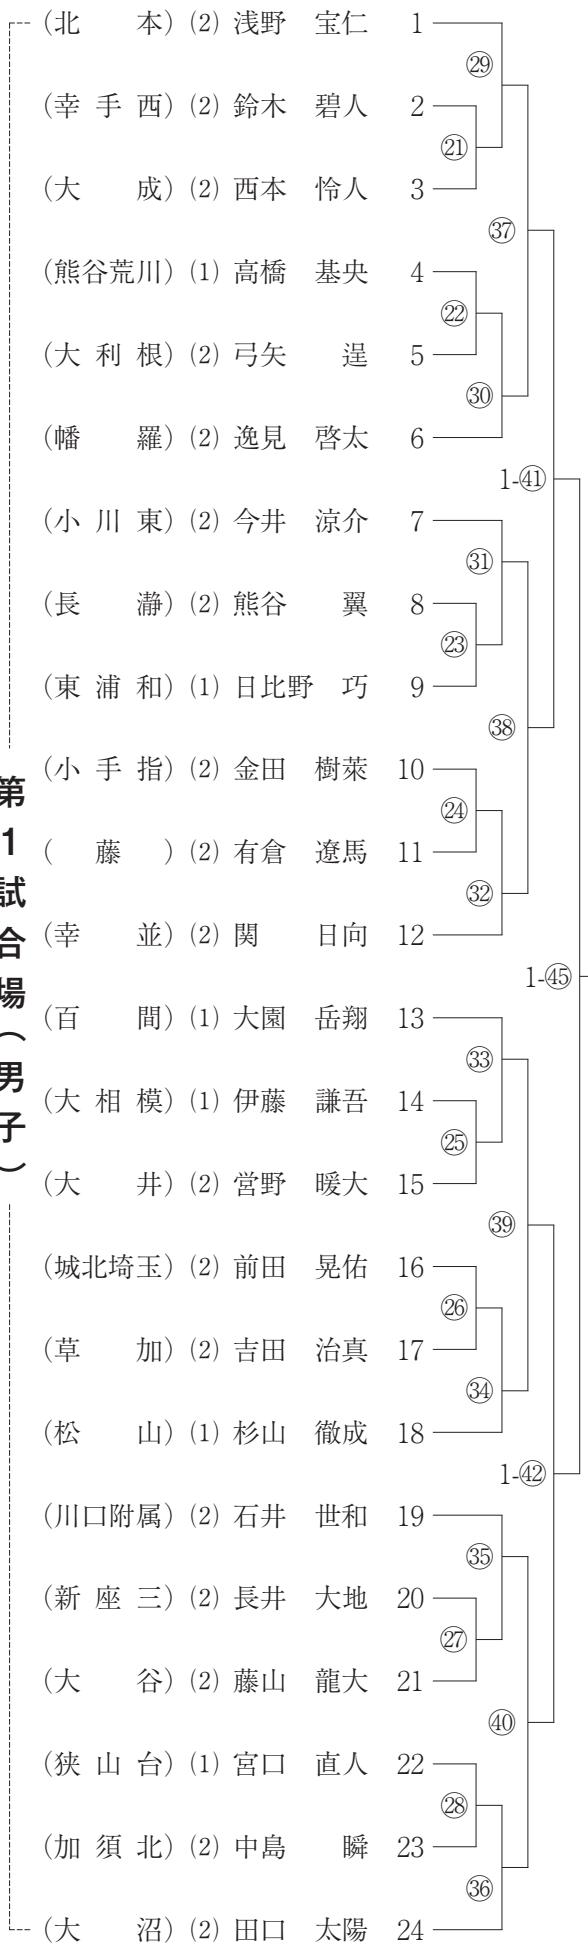 第1試合場（男子）
（北本）(2) 浅野 宝仁 1
㉙
（幸手西）(2) 鈴木 碧人 2
㉑
（大成）(2) 西本 怜人 3
㊲
（熊谷荒川）(1) 高橋 基央 4
㉒
（大利根）(2) 弓矢 逞 5
㉚
（幡羅）(2) 逸見 啓太 6
1-㊶
（小川東）(2) 今井 涼介 7
㉛
（長瀞）(2) 熊谷 翼 8
㉓
（東浦和）(1) 日比野 巧 9
㊳
（小手指）(2) 金田 樹萊 10
㉔
（藤）(2) 有倉 遼馬 11
㉜
（幸並）(2) 関 日向 12
1-㊺
（百間）(1) 大園 岳翔 13
㉝
（大相模）(1) 伊藤 謙吾 14
㉕
（大井）(2) 営野 暖大 15
㊴
（城北埼玉）(2) 前田 晃佑 16
㉖
（草加）(2) 吉田 治真 17
㉞
（松山）(1) 杉山 徹成 18
1-㊷
（川口附属）(2) 石井 世和 19
㉟
（新座三）(2) 長井 大地 20
㉗
（大谷）(2) 藤山 龍大 21
㊵
（狭山台）(1) 宮口 直人 22
㉘
（加須北）(2) 中島 瞬 23
㊱
（大沼）(2) 田口 太陽 24